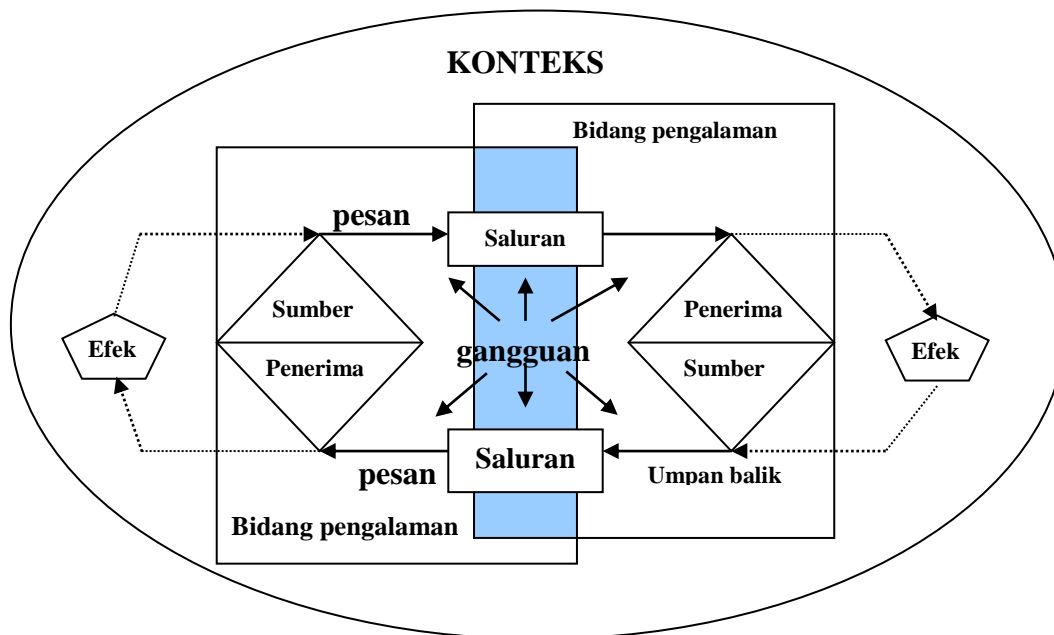 KONTEKS
Bidang pengalaman
pesan
Saluran
Sumber
Penerima
Efek
gangguan
Efek
Penerima
Sumber
Saluran
pesan
Umpan balik
Bidang pengalaman